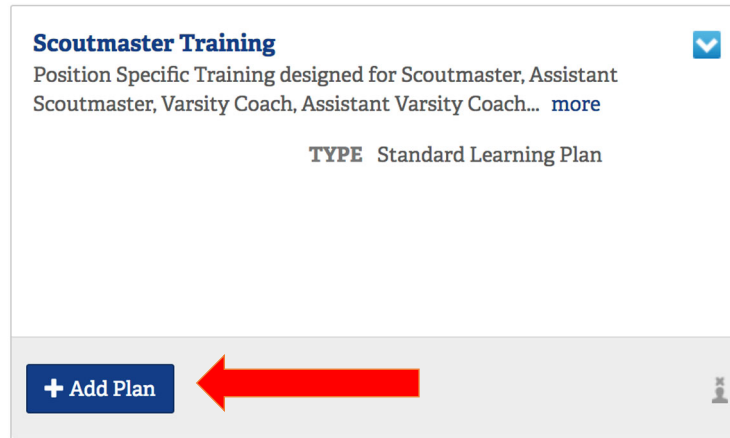 Scoutmaster Training
Position Specific Training designed for Scoutmaster, Assistant
Scoutmaster, Varsity Coach, Assistant Varsity Coach... more
TYPE Standard Learning Plan
+ Add Plan